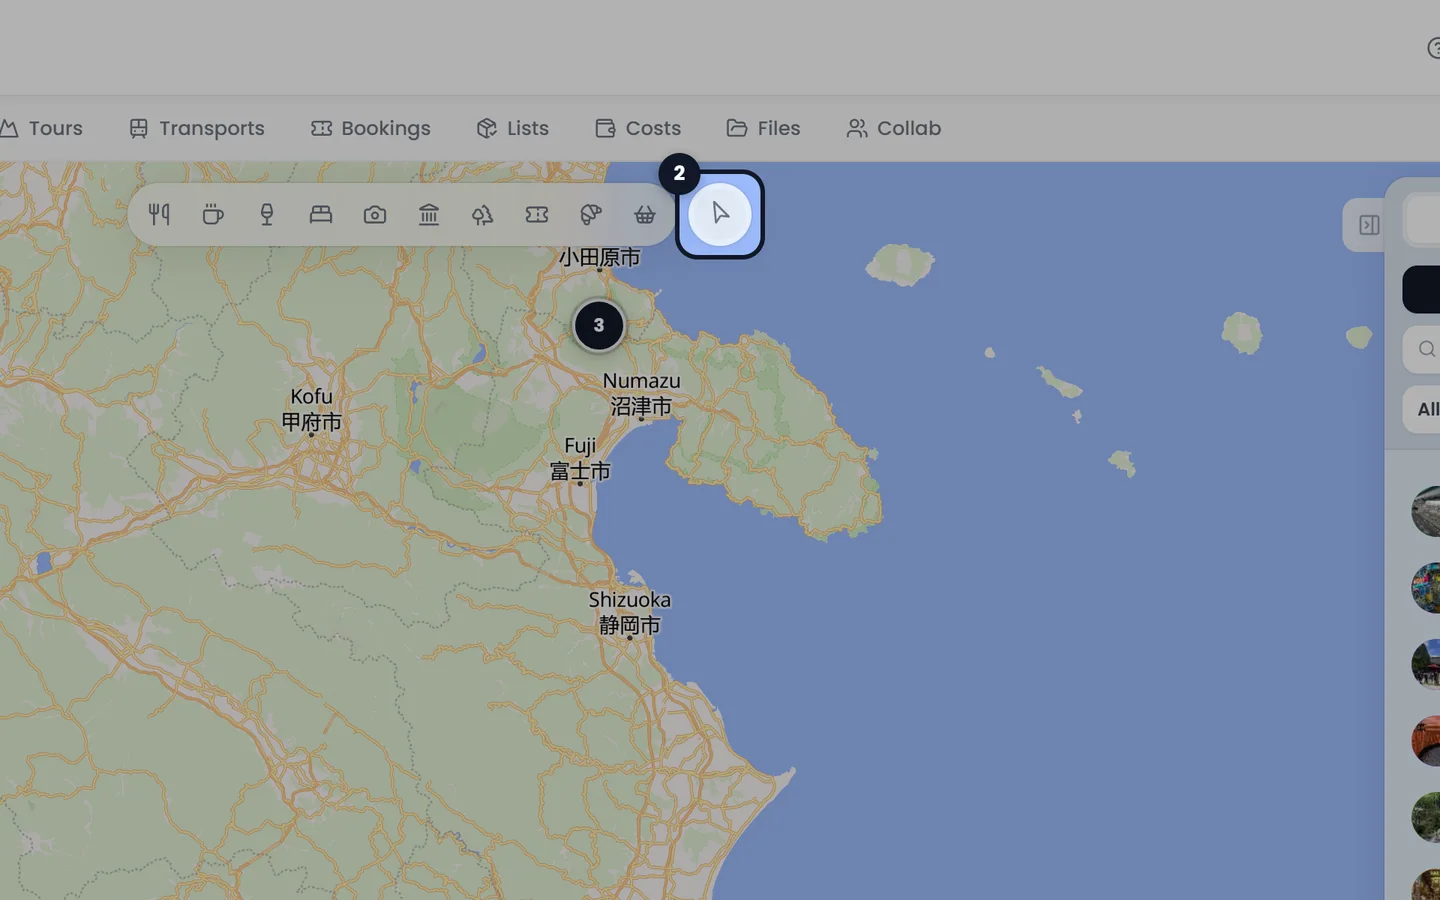 Tours
Transports
Bookings
Lists
Costs
Files
Collab
2
小田原市
3
Numazu
沼津市
Kofu
甲府市
Fuji
富士市
All
Shizuoka
静岡市